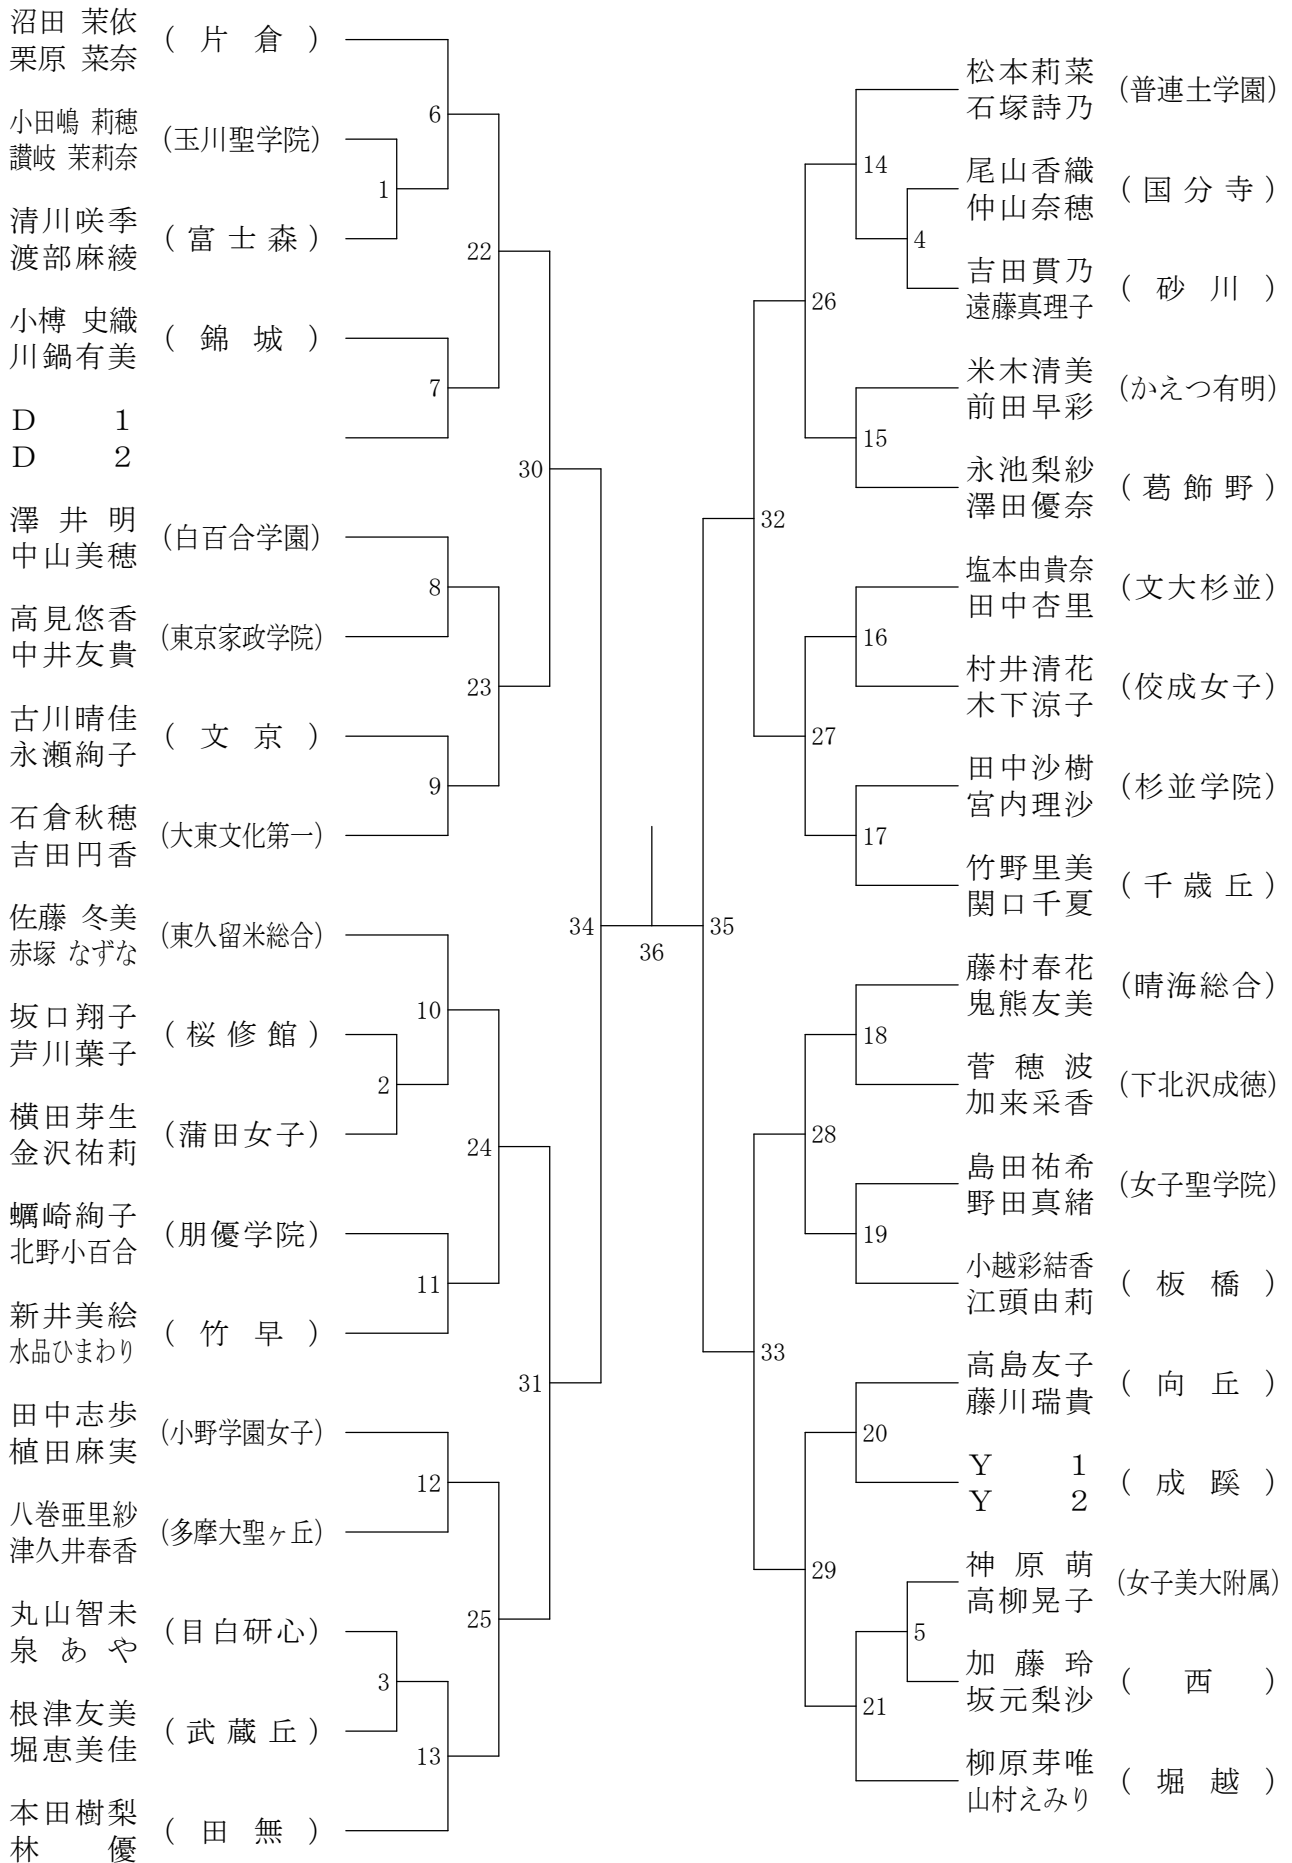 沼田 茉依
栗原 菜奈
( 片 倉 )
小田嶋 莉穂
讃岐 茉莉奈
(玉川聖学院)
清川咲季
渡部麻綾
( 富 士 森 )
小榑 史織
川鍋有美
( 錦 城 )
D 1
D 2
澤 井 明
中山美穂
(白百合学園)
高見悠香
中井友貴
(東京家政学院)
古川晴佳
永瀬絢子
( 文 京 )
石倉秋穂
吉田円香
(大東文化第一)
佐藤 冬美
赤塚 なずな
(東久留米総合)
坂口翔子
芦川葉子
( 桜 修 館 )
横田芽生
金沢祐莉
(蒲田女子)
蠣崎絢子
北野小百合
(朋優学院)
新井美絵
水品ひまわり
( 竹 早 )
田中志歩
植田麻実
(小野学園女子)
八巻亜里紗
津久井春香
(多摩大聖ヶ丘)
丸山智未
泉 あ や
(目白研心)
根津友美
堀恵美佳
( 武 蔵 丘 )
本田樹梨
林 優
( 田 無 )
6
1
22
7
30
8
23
9
34
10
2
24
11
31
12
25
3
13
36
14
4
26
15
32
16
27
17
35
18
28
19
33
20
29
5
21
松本莉菜
石塚詩乃
(普連土学園)
尾山香織
仲山奈穂
( 国 分 寺 )
吉田貫乃
遠藤真理子
( 砂 川 )
米木清美
前田早彩
(かえつ有明)
永池梨紗
澤田優奈
( 葛 飾 野 )
塩本由貴奈
田中杏里
(文大杉並)
村井清花
木下涼子
(佼成女子)
田中沙樹
宮内理沙
(杉並学院)
竹野里美
関口千夏
( 千 歳 丘 )
藤村春花
鬼熊友美
(晴海総合)
菅 穂 波
加来采香
(下北沢成徳)
島田祐希
野田真緒
(女子聖学院)
小越彩結香
江頭由莉
( 板 橋 )
高島友子
藤川瑞貴
( 向 丘 )
Y 1
Y 2
( 成 蹊 )
神 原 萌
高柳晃子
(女子美大附属)
加 藤 玲
坂元梨沙
( 西 )
柳原芽唯
山村えみり
( 堀 越 )